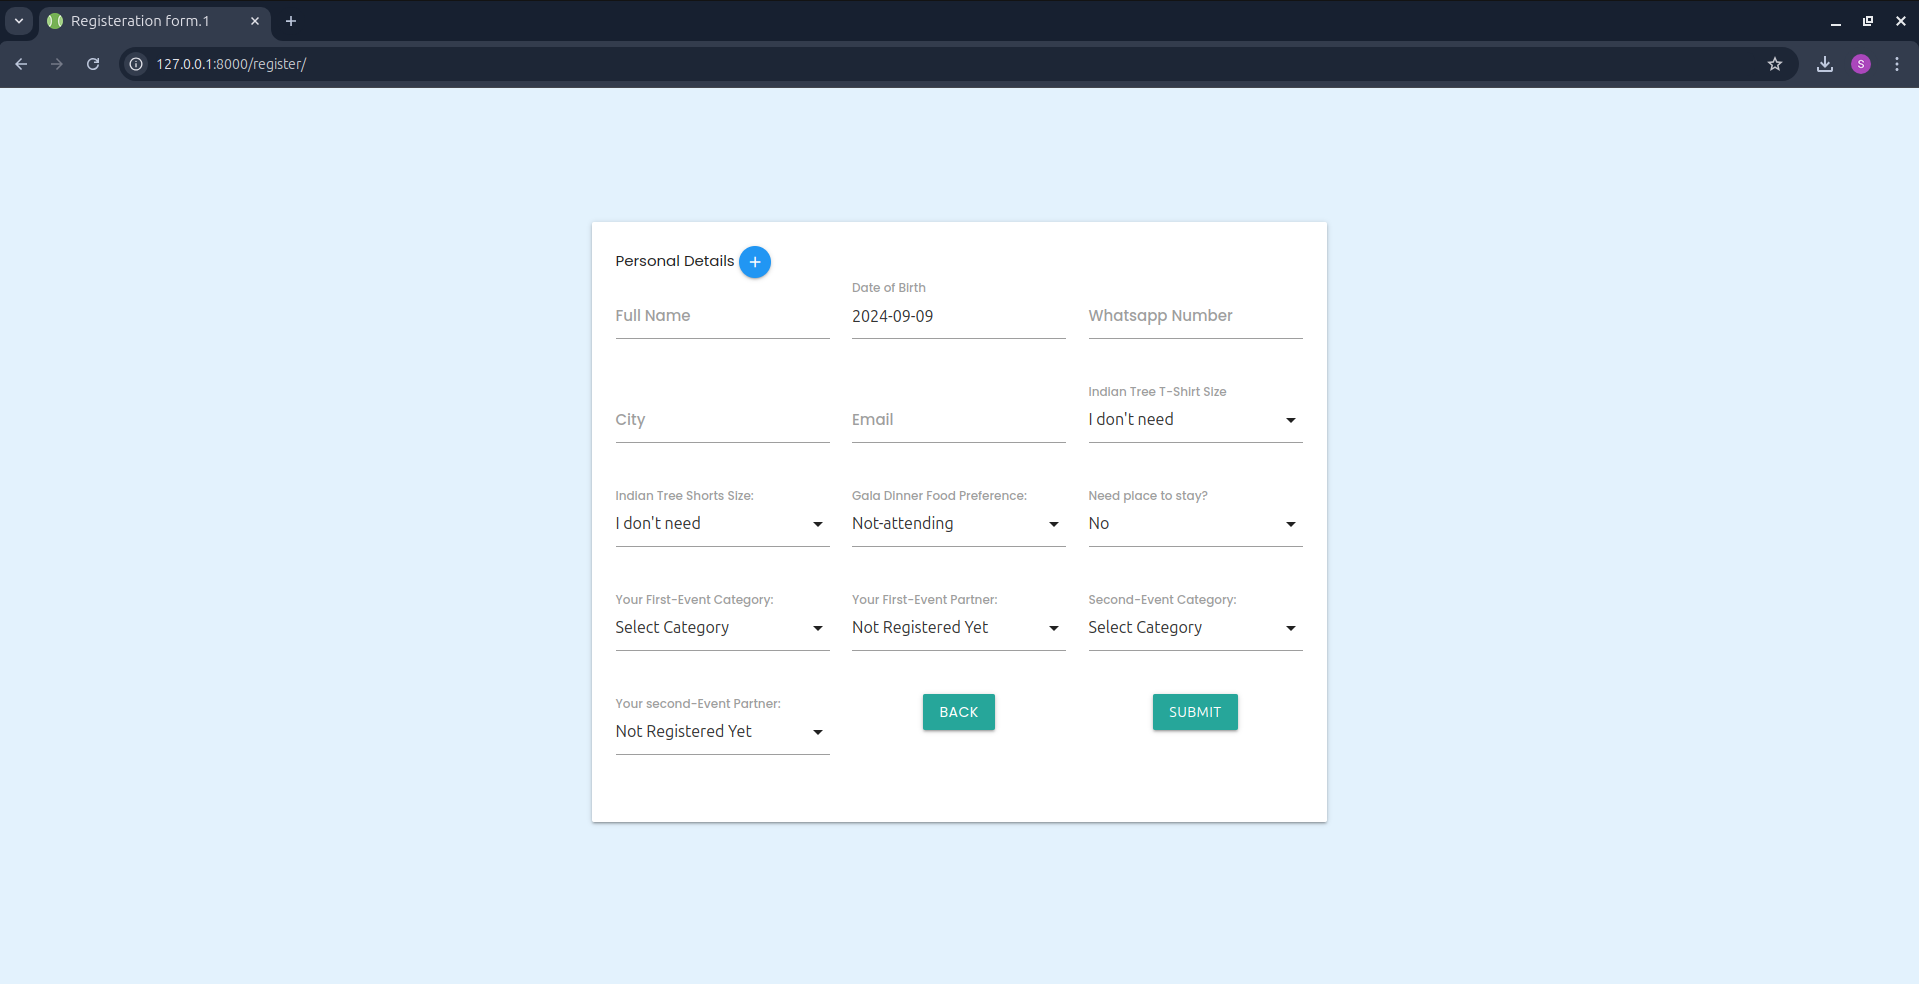 Registeration form.1
127.0.0.1:8000/register/
S
Personal Details
Full Name
Date of Birth
2024-09-09
Whatsapp Number
City
Email
Indian Tree T-Shirt Size
I don't need
Indian Tree Shorts Size:
I don't need
Gala Dinner Food Preference:
Not-attending
Need place to stay?
No
Your First-Event Category:
Select Category
Your First-Event Partner:
Not Registered Yet
Second-Event Category:
Select Category
Your second-Event Partner:
Not Registered Yet
BACK
SUBMIT